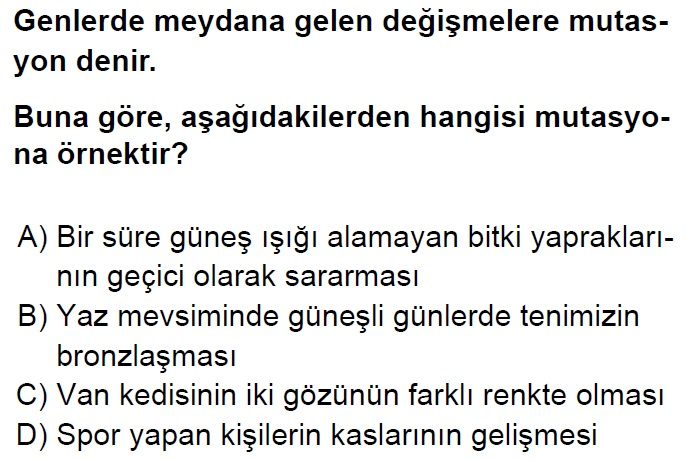 Genlerde meydana gelen değişmelere mutas-
yon denir.
Buna göre, aşağıdakilerden hangisi mutasyo-
na örnektir?
A) Bir süre güneş ışığı alamayan bitki yaprakları-
nın geçici olarak sararması
B) Yaz mevsiminde güneşli günlerde tenimizin
bronzlaşması
C) Van kedisinin iki gözünün farklı renkte olması
D) Spor yapan kişilerin kaslarının gelişmesi